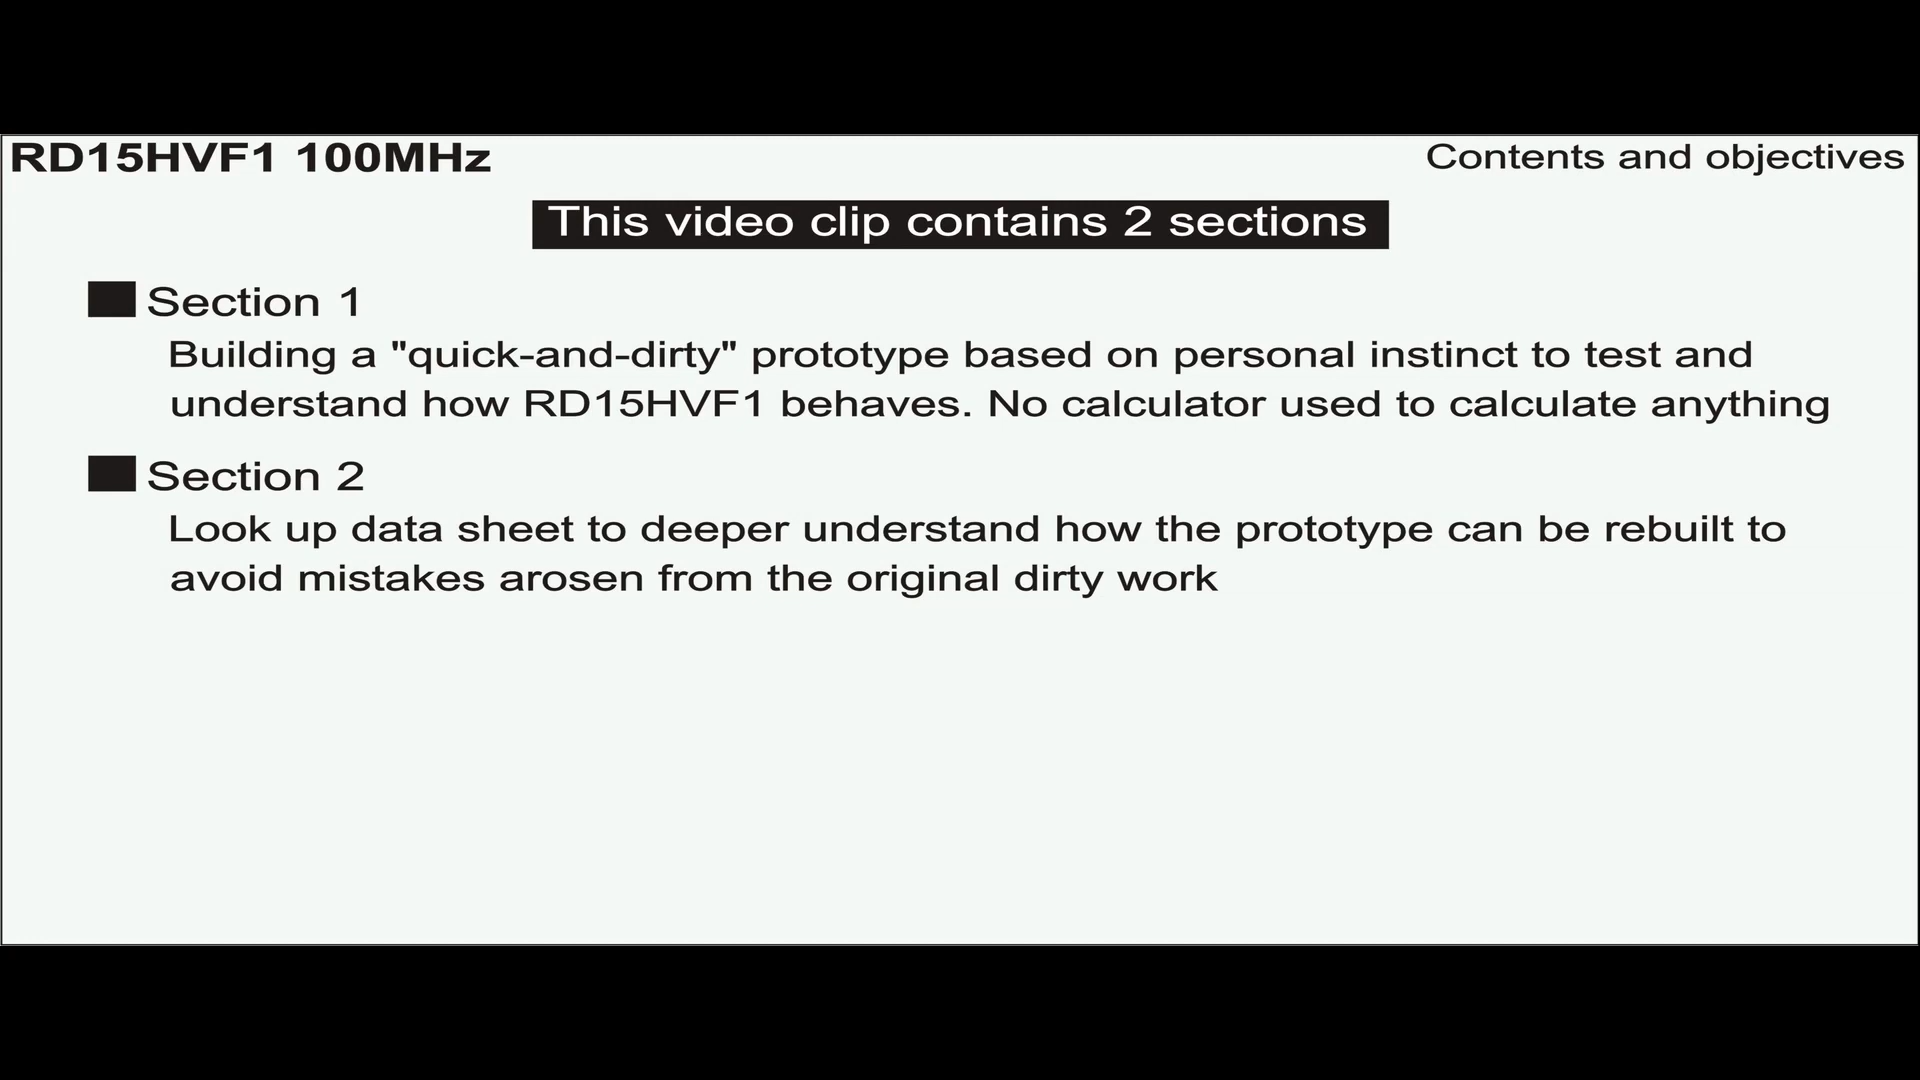 RD15HVF1 100MHz
Contents and objectives
This video clip contains 2 sections
Section 1
Building a "quick-and-dirty" prototype based on personal instinct to test and
understand how RD15HVF1 behaves. No calculator used to calculate anything
Section 2
Look up data sheet to deeper understand how the prototype can be rebuilt to
avoid mistakes arosen from the original dirty work